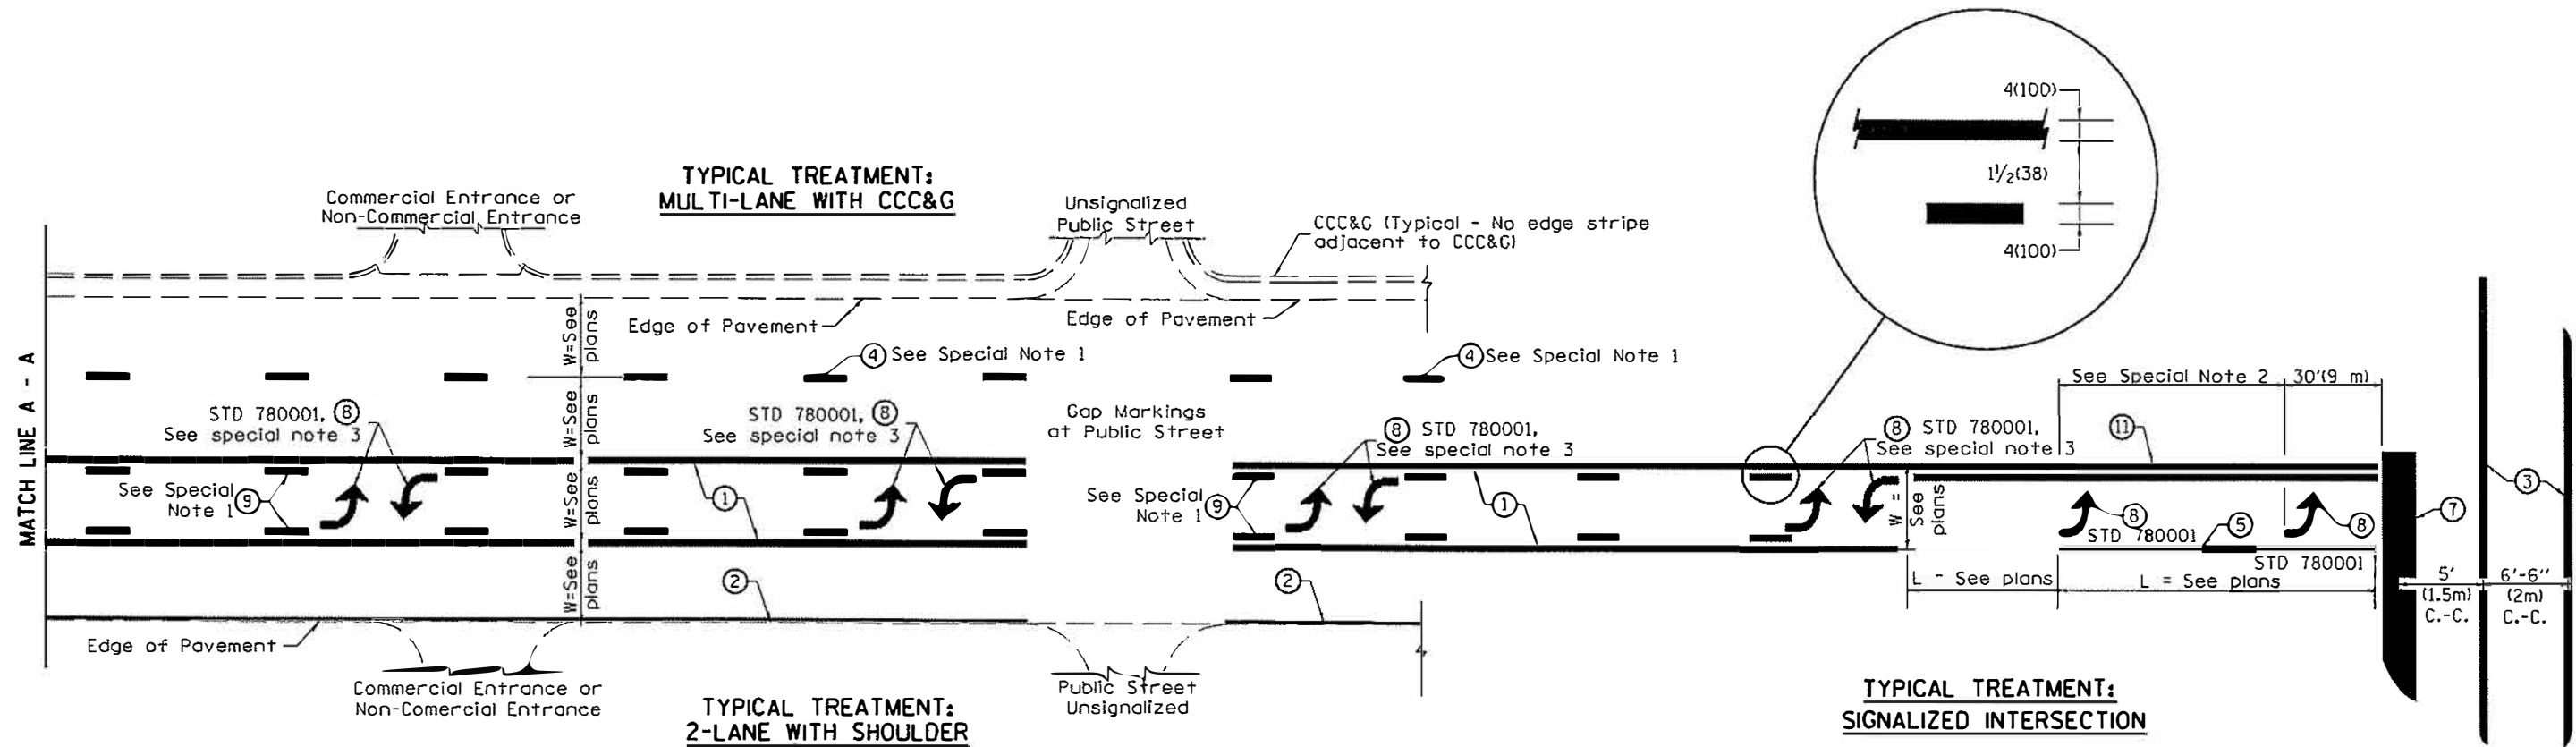 TYPICAL TREATMENT:
MULTI-LANE WITH CCC&G
Commercial Entrance or
Non-Commercial Entrance
Unsignalized
Public Street
CCC&G (Typical - No edge stripe
adjacent to CCC&G)
4(100)
1½(38)
4(100)
Edge of Pavement
Edge of Pavement
MATCH LINE A - A
W=See
plans
W=See
plans
W=See
plans
W=See
plans
4 See Special Note 1
4 See Special Note 1
STD 780001, 8
See special note 3
STD 780001, 8
See special note 3
Gap Markings
at Public Street
8 STD 780001,
See special note 3
8 STD 780001,
See special note 3
See Special Note 2
30'(9 m)
11
See Special
Note 1 9
1
See Special
Note 1 9
1
W =
See
plans
8
STD 780001
5
8
STD 780001
7
3
2
2
L - See plans
L = See plans
5'
(1.5m)
C.-C.
6'-6"
(2m)
C.-C.
Edge of Pavement
Commercial Entrance or
Non-Comercial Entrance
Public Street
Unsignalized
TYPICAL TREATMENT:
2-LANE WITH SHOULDER
TYPICAL TREATMENT:
SIGNALIZED INTERSECTION